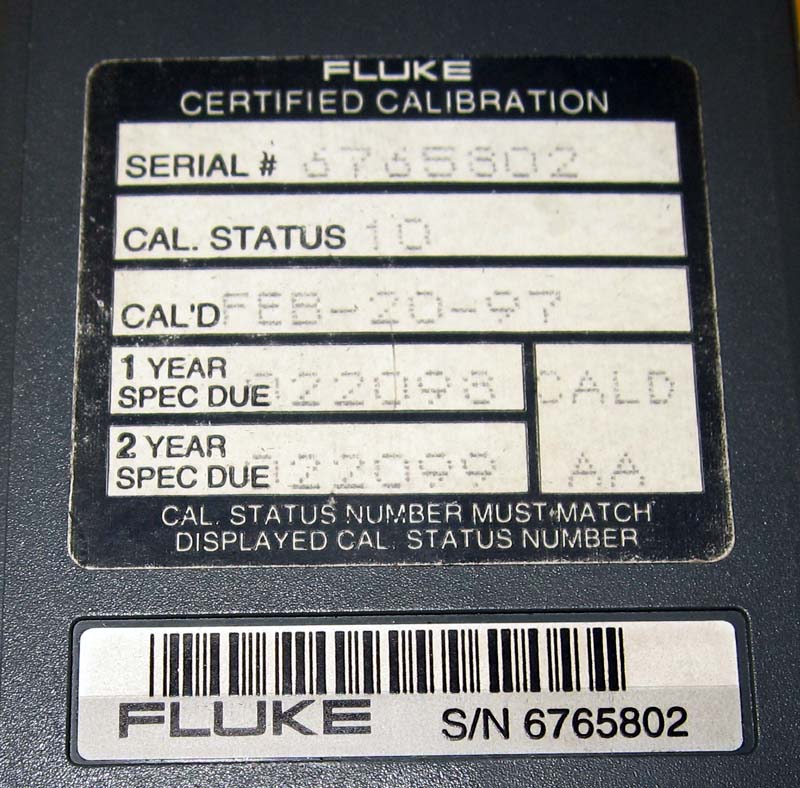 FLUKE
CERTIFIED CALIBRATION
SERIAL # 6765802
CAL. STATUS 10
CAL'D FEB-20-97
1 YEAR
SPEC DUE 022098 CALD
2 YEAR
SPEC DUE 022099 AA
CAL. STATUS NUMBER MUST MATCH
DISPLAYED CAL. STATUS NUMBER
FLUKE S/N 6765802